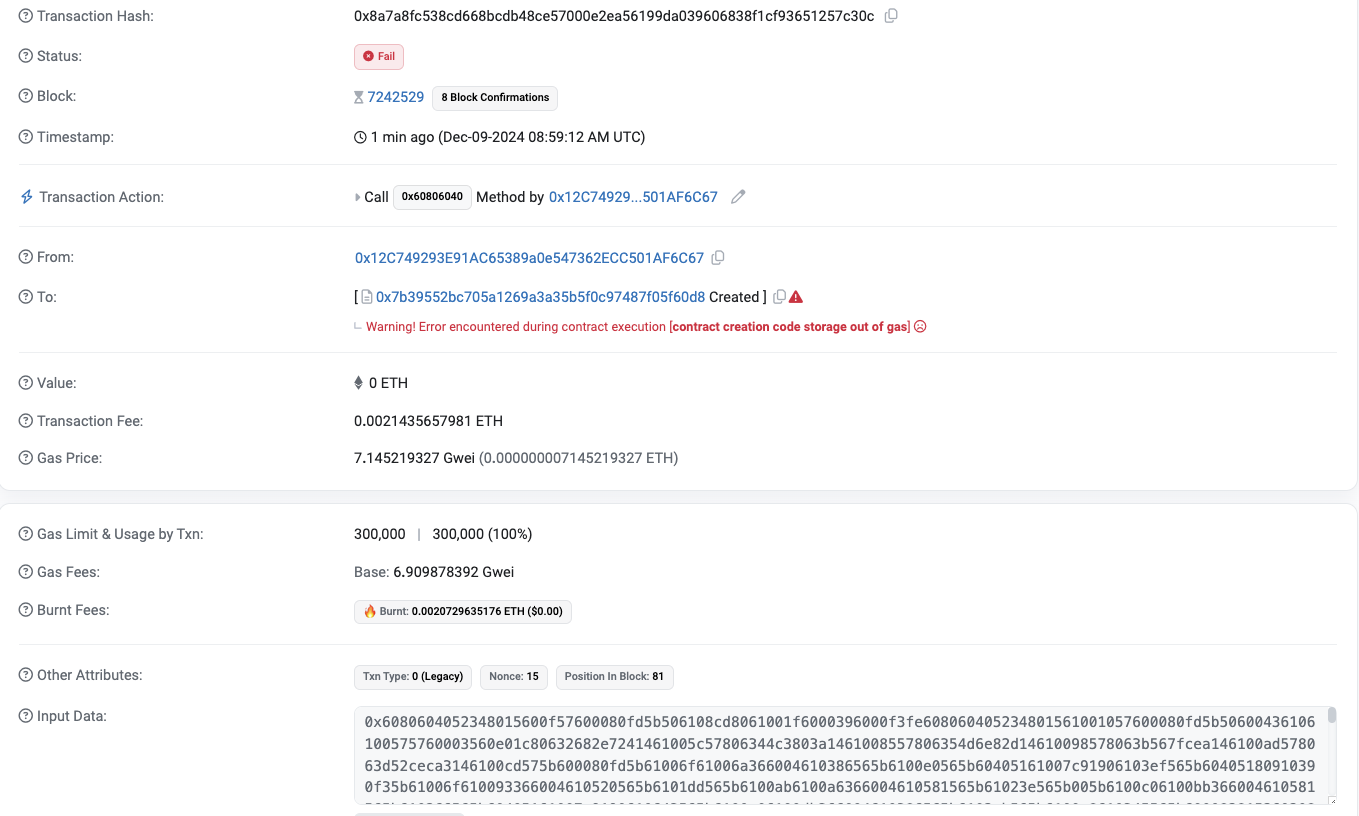 Transaction Hash: 0x8a7a8fc538cd668bcdb48ce57000e2ea56199da039606838f1cf93651257c30c
Status: Fail
Block: 7242529 8 Block Confirmations
Timestamp: 1 min ago (Dec-09-2024 08:59:12 AM UTC)
Transaction Action: Call 0x60806040 Method by 0x12C74929...501AF6C67
From: 0x12C749293E91AC65389a0e547362ECC501AF6C67
To: [ 0x7b39552bc705a1269a3a35b5f0c97487f05f60d8 Created ]
Warning! Error encountered during contract execution [contract creation code storage out of gas]
Value: 0 ETH
Transaction Fee: 0.0021435657981 ETH
Gas Price: 7.145219327 Gwei (0.000000007145219327 ETH)
Gas Limit & Usage by Txn: 300,000 | 300,000 (100%)
Gas Fees: Base: 6.909878392 Gwei
Burnt Fees: Burnt: 0.0020729635176 ETH ($0.00)
Other Attributes: Txn Type: 0 (Legacy) Nonce: 15 Position In Block: 81
Input Data: 0x6080604052348015600f57600080fd5b506108cd8061001f6000396000f3fe608060405234801561001057600080fd5b50600436106
100575760003560e01c80632682e7241461005c57806344c3803a1461008557806354d6e82d14610098578063b567fcea146100ad5780
63d52ceca3146100cd575b600080fd5b61006f61006a366004610386565b6100e0565b60405161007c91906103ef565b6040518091039
0f35b61006f610093366004610520565b6101dd565b6100ab6100a6366004610581565b61023e565b005b6100c06100bb366004610581